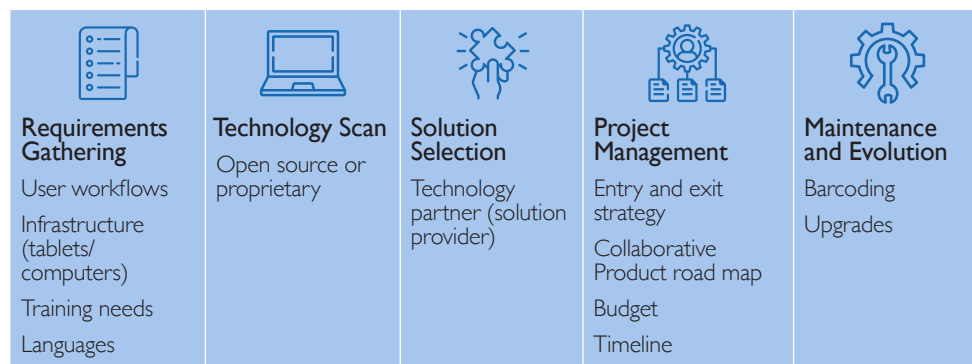 Requirements
Gathering
User workflows
Infrastructure
(tablets/
computers)
Training needs
Languages
Technology Scan
Open source or
proprietary
Solution
Selection
Technology
partner (solution
provider)
Project
Management
Entry and exit
strategy
Collaborative
Product road map
Budget
Timeline
Maintenance
and Evolution
Barcoding
Upgrades